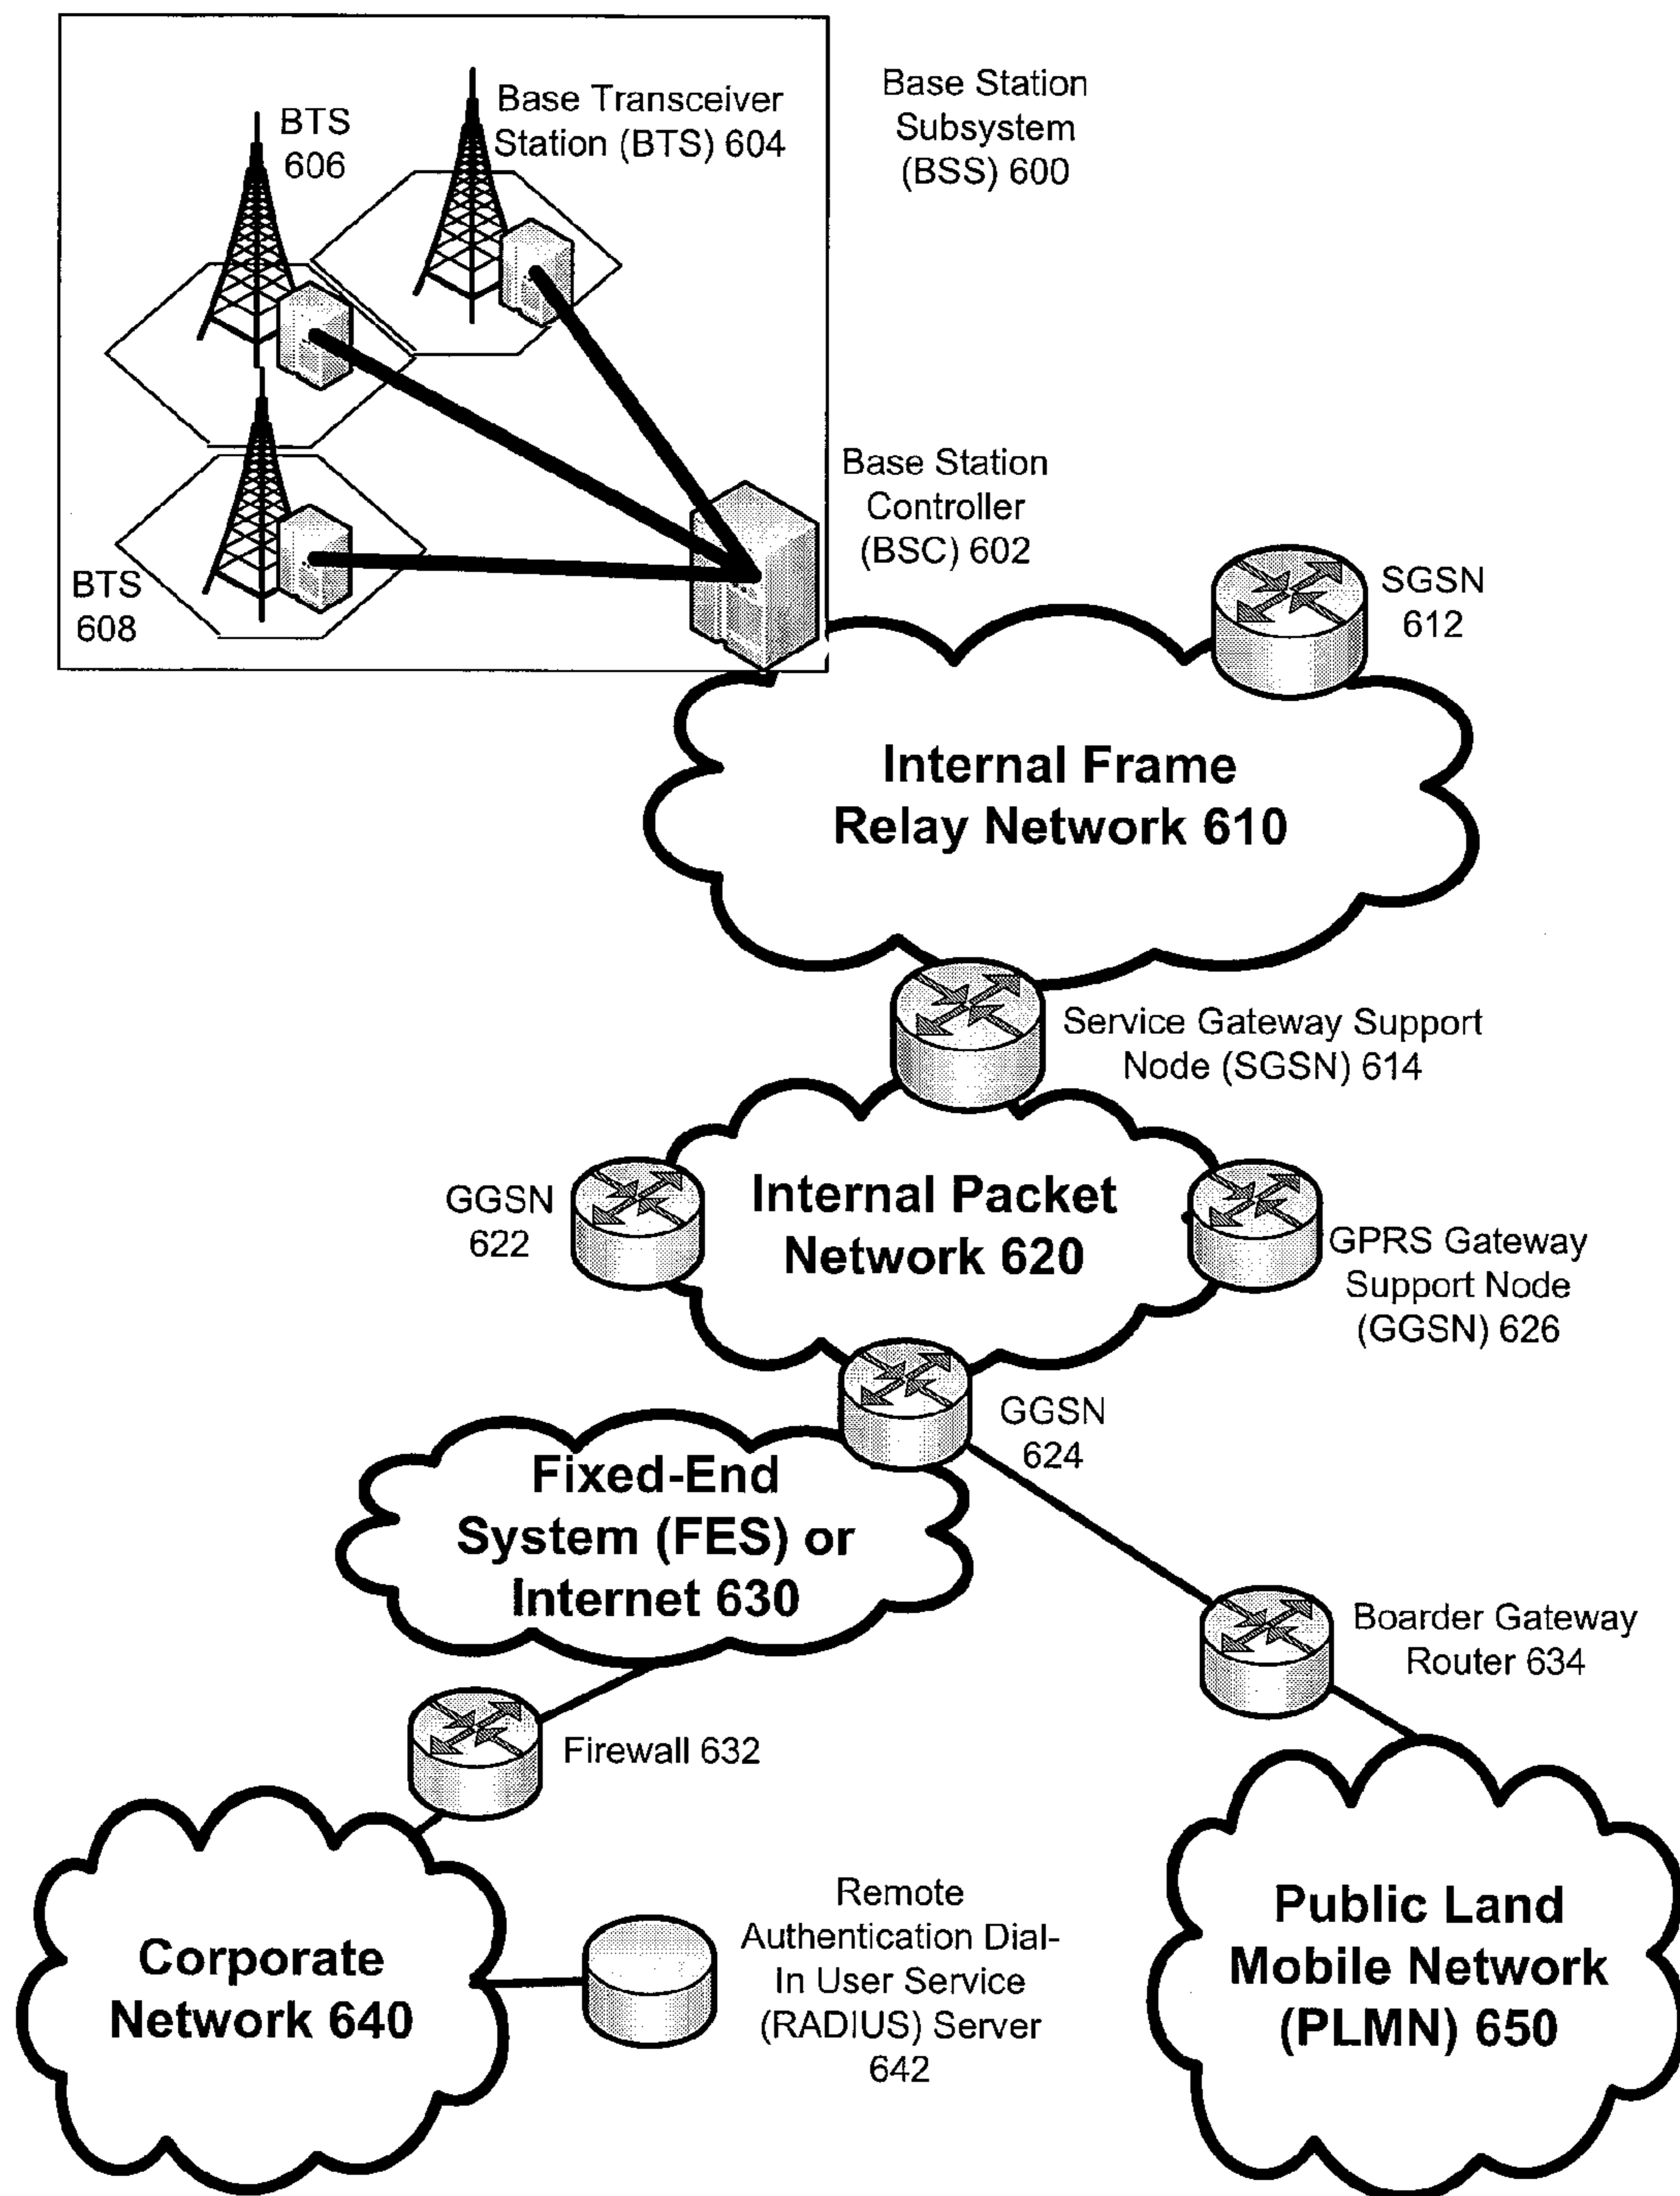 BTS
606
Base Transceiver
Station (BTS) 604
Base Station
Subsystem
(BSS) 600
BTS
608
Base Station
Controller
(BSC) 602
SGSN
612
Internal Frame
Relay Network 610
Service Gateway Support
Node (SGSN) 614
GGSN
622
Internal Packet
Network 620
GPRS Gateway
Support Node
(GGSN) 626
GGSN
624
Fixed-End
System (FES) or
Internet 630
Boarder Gateway
Router 634
Firewall 632
Corporate
Network 640
Remote
Authentication Dial-
In User Service
(RADIUS) Server
642
Public Land
Mobile Network
(PLMN) 650